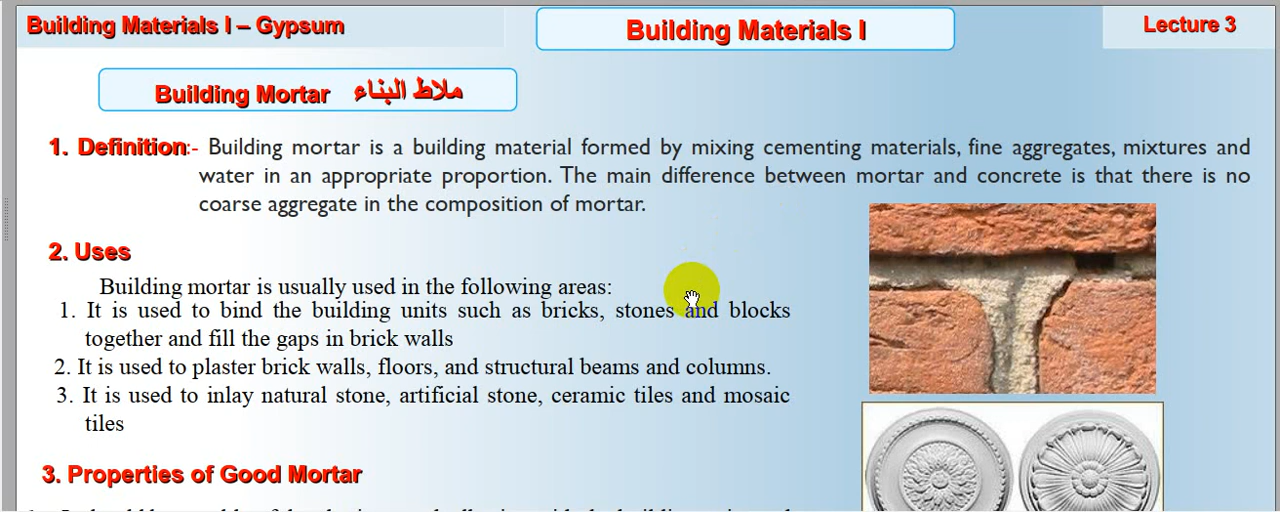 Building Materials I – Gypsum
Building Materials I
Lecture 3
Building Mortar ملاط البناء
1. Definition:- Building mortar is a building material formed by mixing cementing materials, fine aggregates, mixtures and
water in an appropriate proportion. The main difference between mortar and concrete is that there is no
coarse aggregate in the composition of mortar.
2. Uses
Building mortar is usually used in the following areas:
1. It is used to bind the building units such as bricks, stones and blocks
together and fill the gaps in brick walls
2. It is used to plaster brick walls, floors, and structural beams and columns.
3. It is used to inlay natural stone, artificial stone, ceramic tiles and mosaic
tiles
3. Properties of Good Mortar